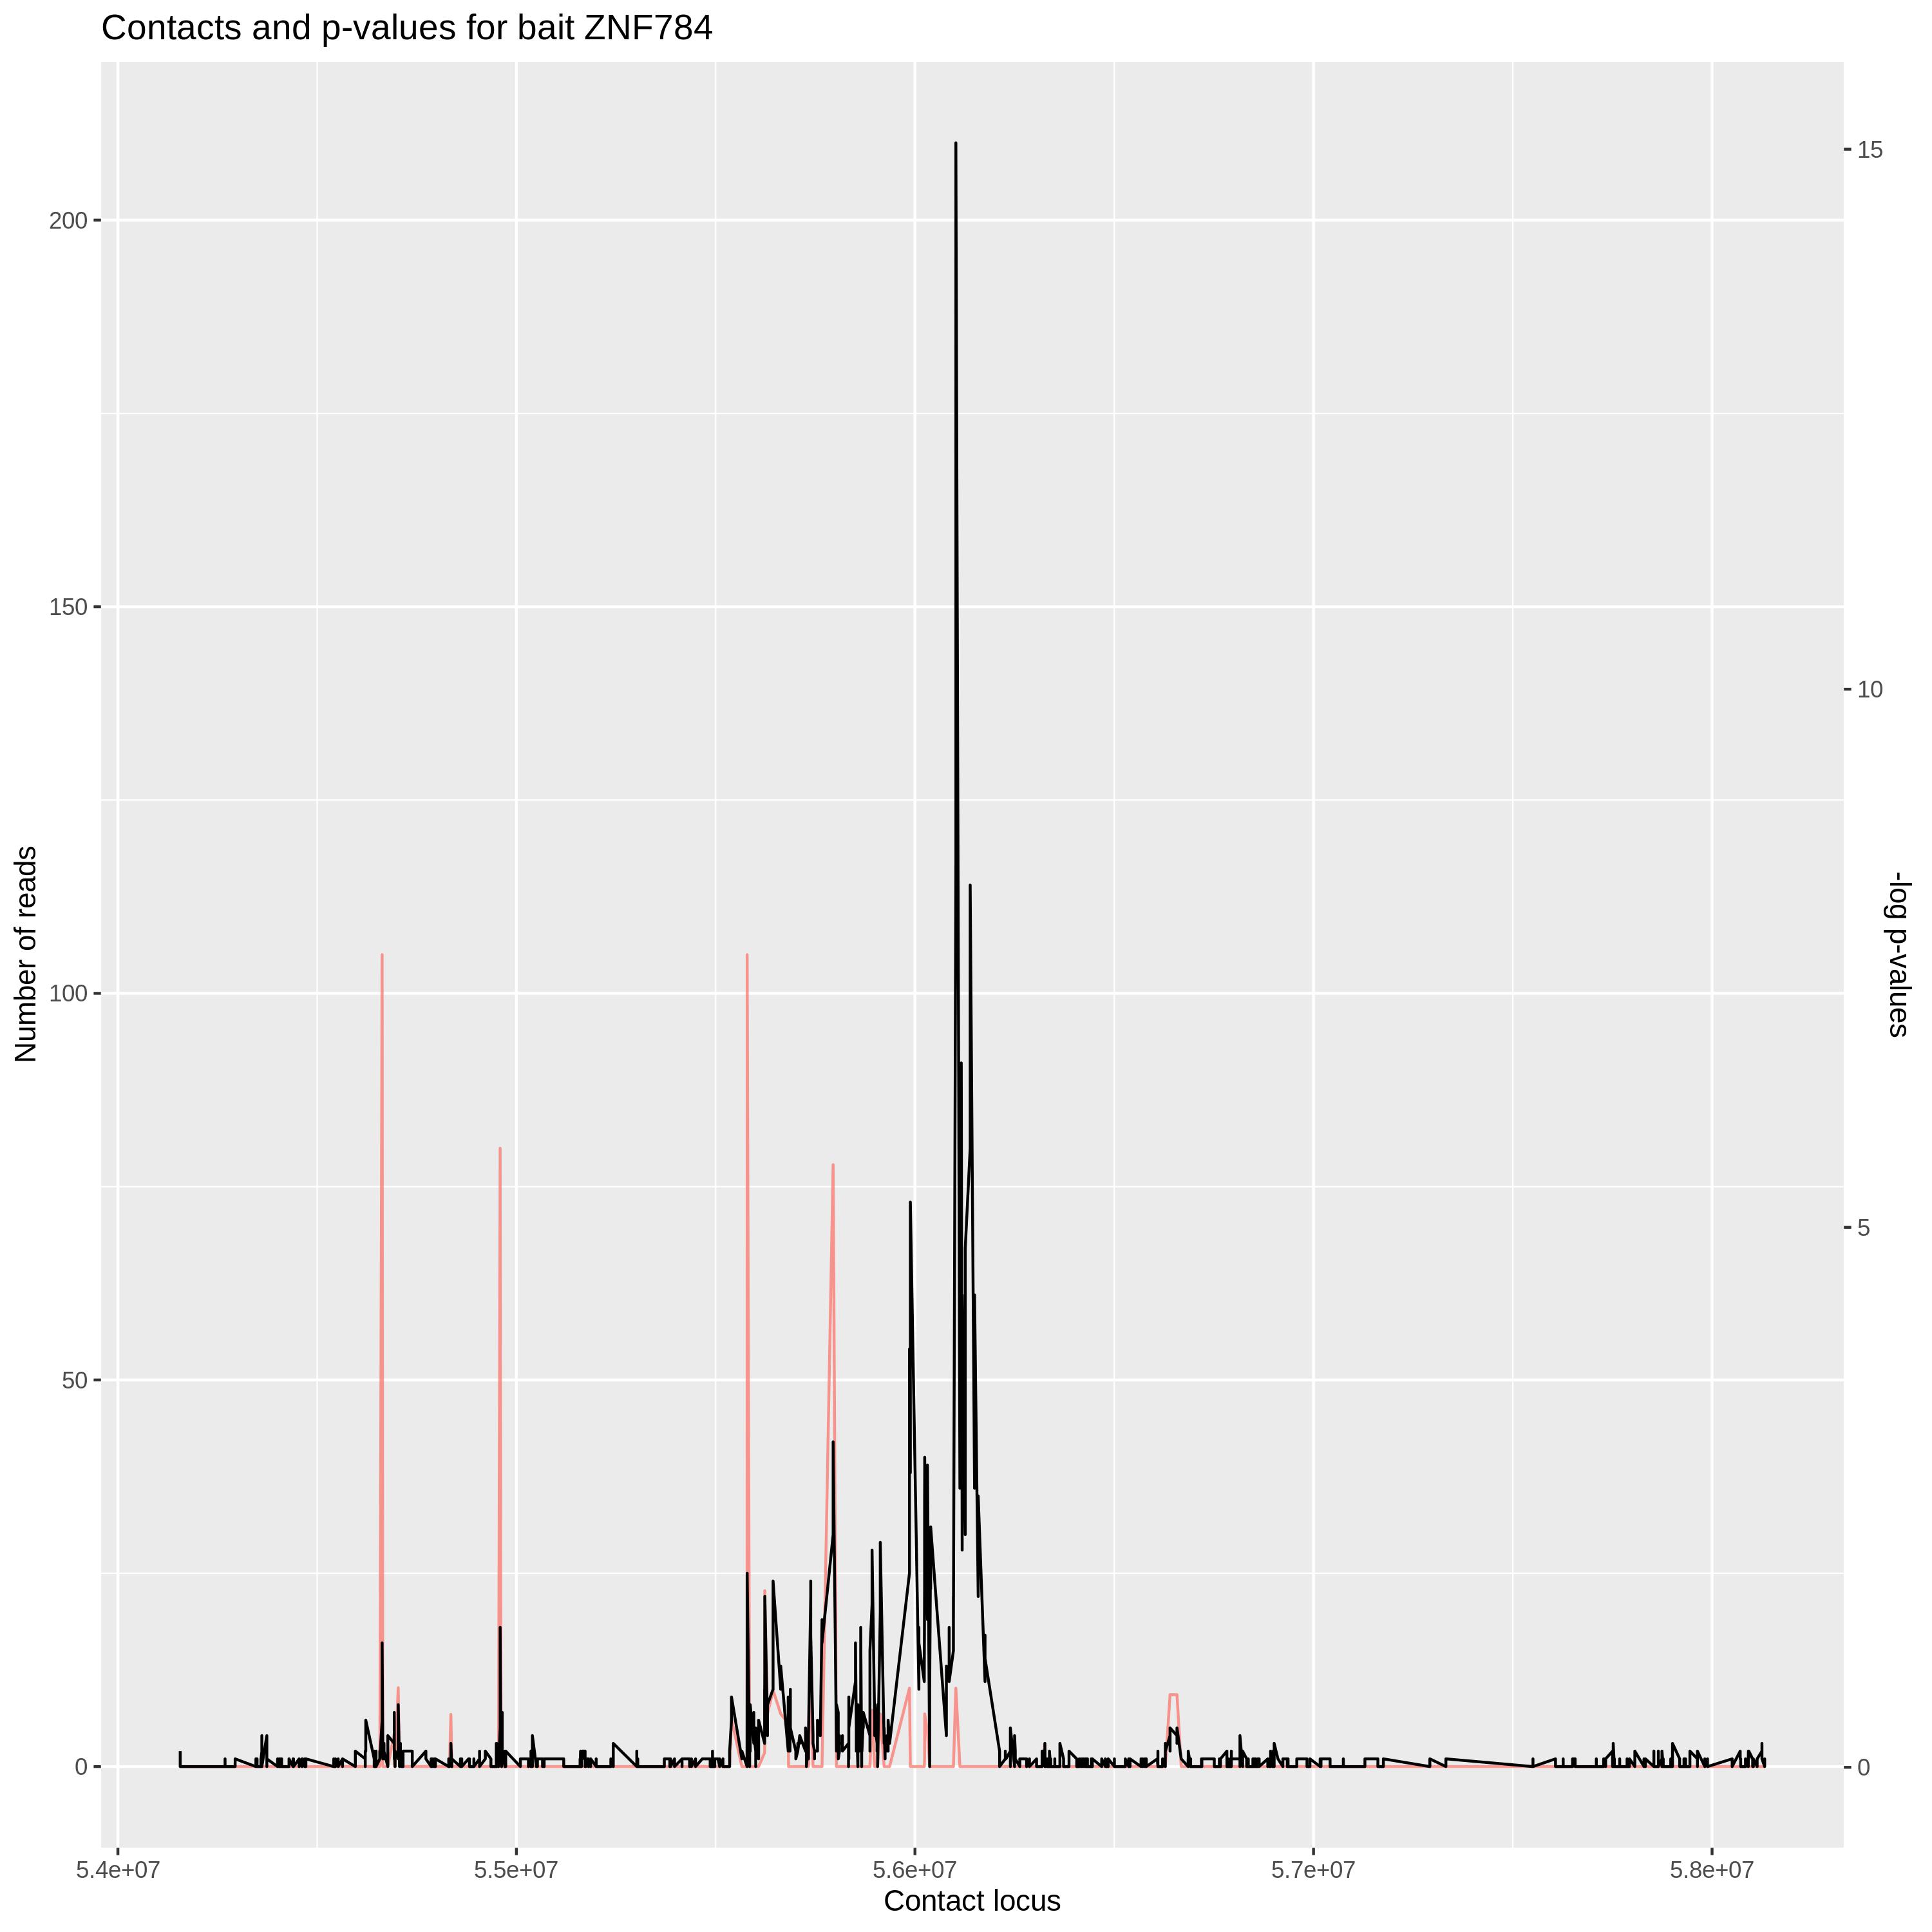 Contacts and p-values for bait ZNF784
Number of reads
200
150
100
50
0
15
10
5
0
-log p-values
5.4e+07 5.5e+07 5.6e+07 5.7e+07 5.8e+07
Contact locus